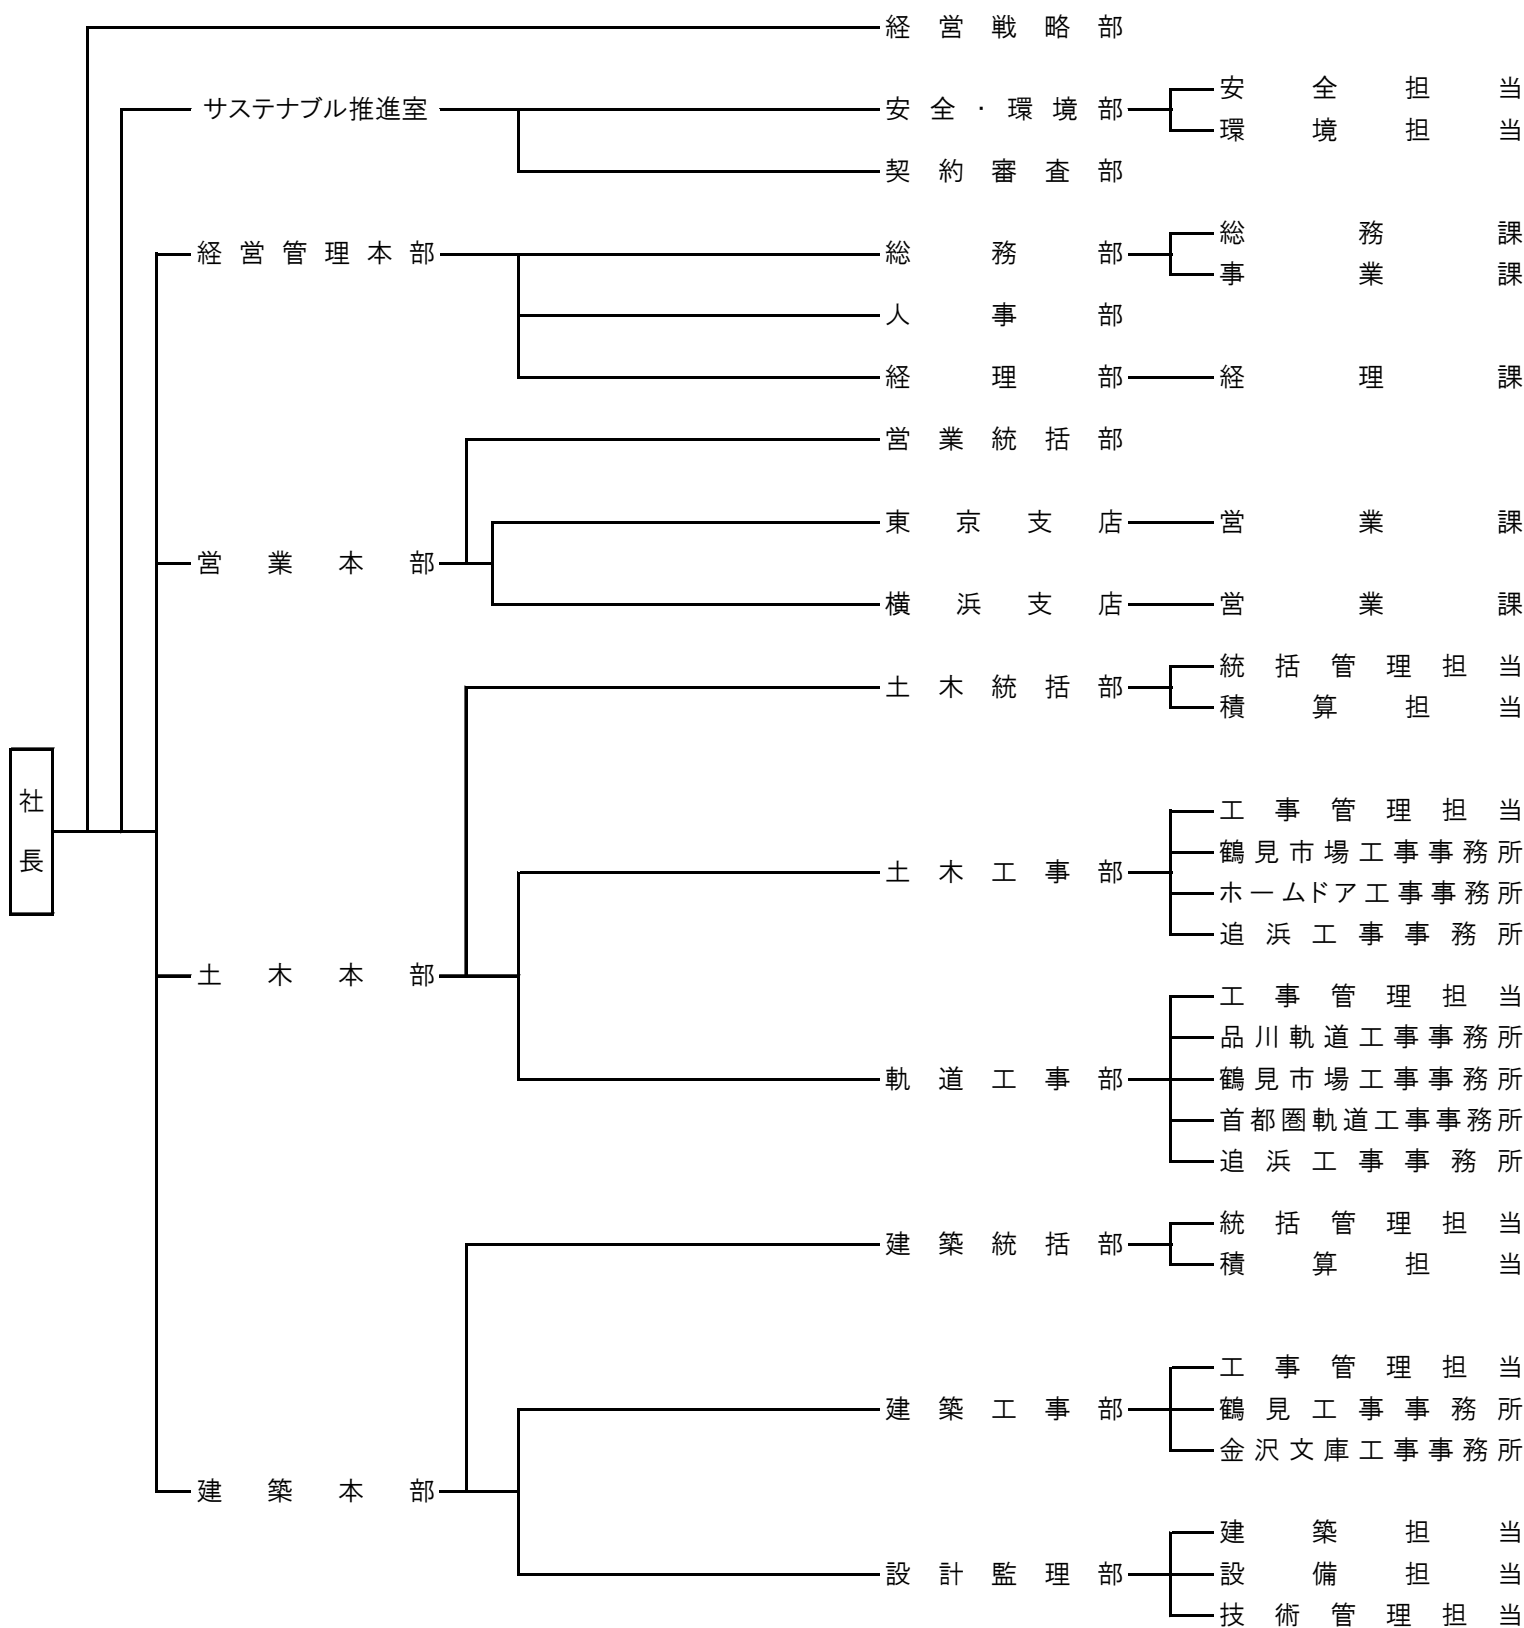 経営戦略部
サステナブル推進室 安全・環境部 安全担当
環境担当
契約審査部
経営管理本部 総務部 総務課
事業課
人事部
経理部 経理課
営業統括部
東京支店 営業課
営業本部
横浜支店 営業課
土木統括部 統括管理担当
積算担当
社長
工事管理担当
土木工事部 鶴見市場工事事務所
ホームドア工事事務所
追浜工事事務所
土木本部
工事管理担当
品川軌道工事事務所
軌道工事部 鶴見市場工事事務所
首都圏軌道工事事務所
追浜工事事務所
建築統括部 統括管理担当
積算担当
工事管理担当
建築工事部 鶴見工事事務所
金沢文庫工事事務所
建築本部
建築担当
設計監理部 設備担当
技術管理担当